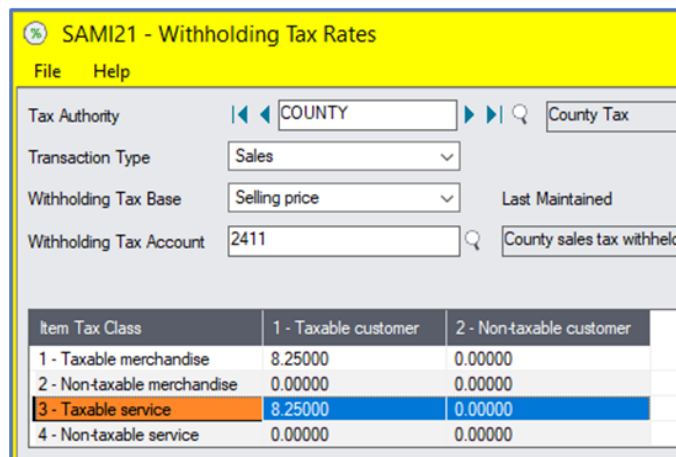 SAMI21 - Withholding Tax Rates
File Help
Tax Authority COUNTY County Tax
Transaction Type Sales
Withholding Tax Base Selling price Last Maintained
Withholding Tax Account 2411 County sales tax withheld
Item Tax Class 1 - Taxable customer 2 - Non-taxable customer
1 - Taxable merchandise 8.25000 0.00000
2 - Non-taxable merchandise 0.00000 0.00000
3 - Taxable service 8.25000 0.00000
4 - Non-taxable service 0.00000 0.00000